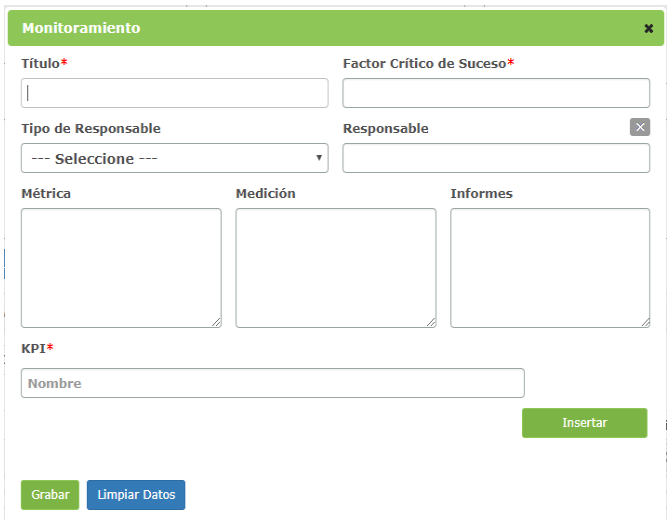 Monitoramiento
Título* Factor Crítico de Suceso*
Tipo de Responsable Responsable
--- Seleccione ---
Métrica Medición Informes
KPI*
Nombre
Insertar
Grabar Limpiar Datos